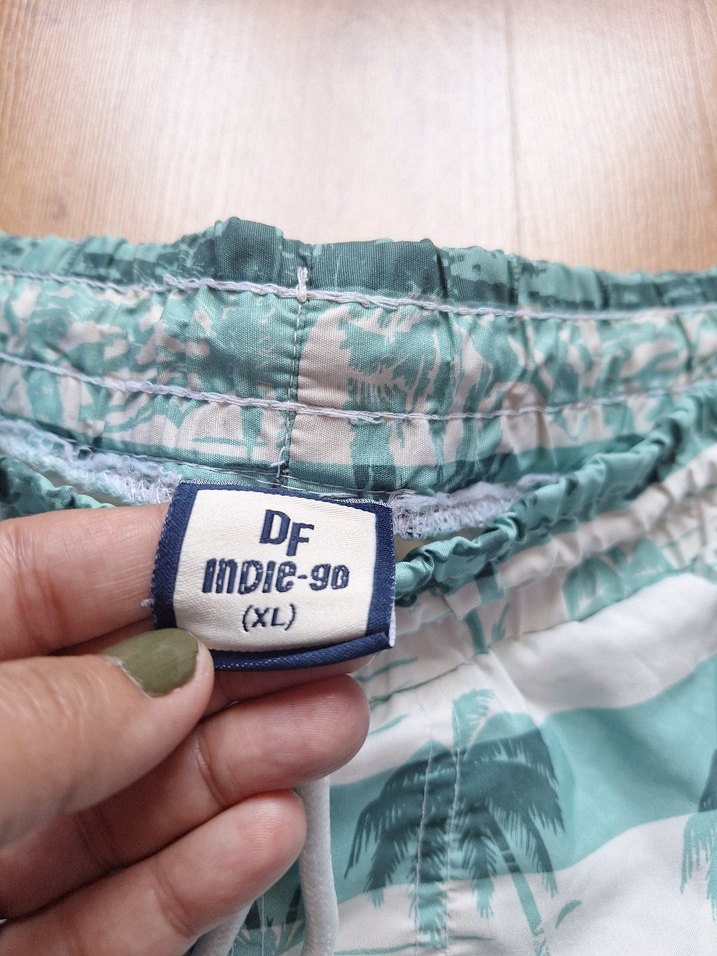 DF
INDIE-go
(XL)